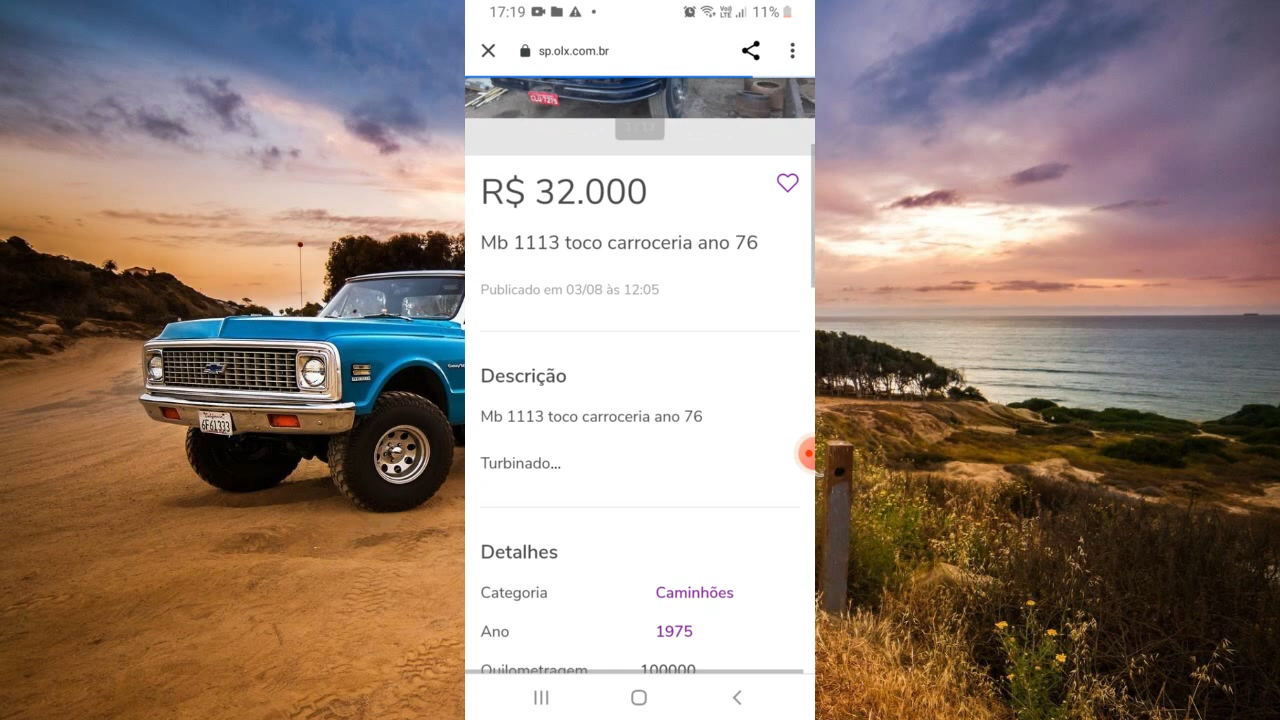 17:19
11%
sp.olx.com.br
R$ 32.000
Mb 1113 toco carroceria ano 76
Publicado em 03/08 às 12:05
Descrição
Mb 1113 toco carroceria ano 76
Turbinado...
Detalhes
Categoria Caminhões
Ano 1975
Quilometragem 100000
6F61333